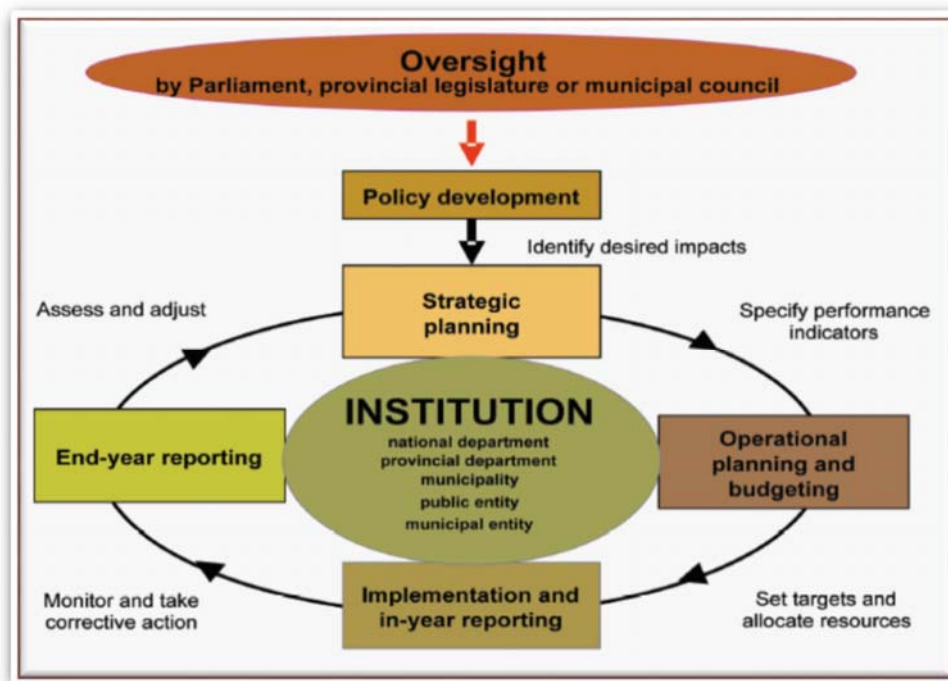 Oversight
by Parliament, provincial legislature or municipal council
Policy development
Identify desired impacts
Strategic
planning
Assess and adjust
Specify performance
indicators
INSTITUTION
national department
provincial department
municipality
public entity
municipal entity
End-year reporting
Operational
planning and
budgeting
Implementation and
in-year reporting
Monitor and take
corrective action
Set targets and
allocate resources